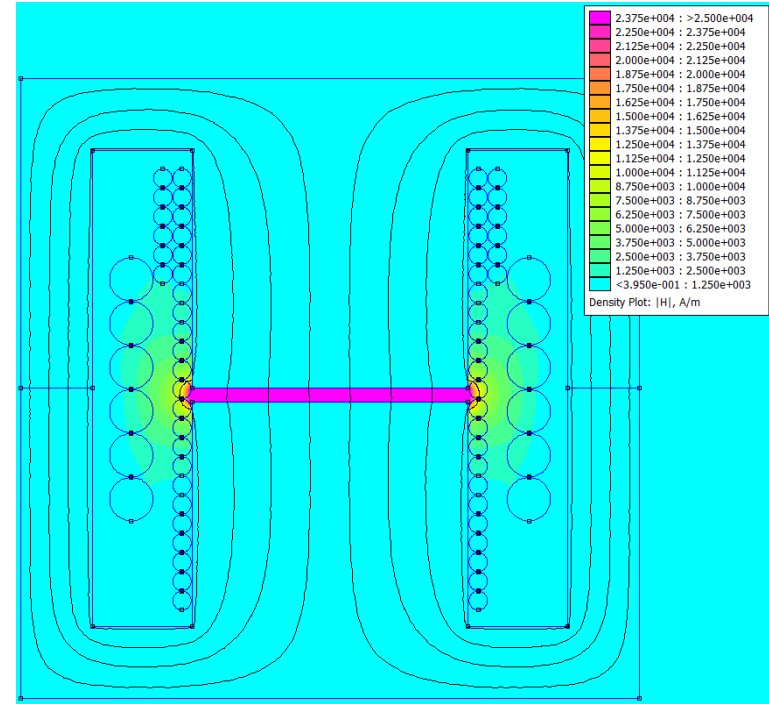 2.375e+004 : >2.500e+004
2.250e+004 : 2.375e+004
2.125e+004 : 2.250e+004
2.000e+004 : 2.125e+004
1.875e+004 : 2.000e+004
1.750e+004 : 1.875e+004
1.625e+004 : 1.750e+004
1.500e+004 : 1.625e+004
1.375e+004 : 1.500e+004
1.250e+004 : 1.375e+004
1.125e+004 : 1.250e+004
1.000e+004 : 1.125e+004
8.750e+003 : 1.000e+004
7.500e+003 : 8.750e+003
6.250e+003 : 7.500e+003
5.000e+003 : 6.250e+003
3.750e+003 : 5.000e+003
2.500e+003 : 3.750e+003
1.250e+003 : 2.500e+003
<3.950e-001 : 1.250e+003
Density Plot: |H|, A/m